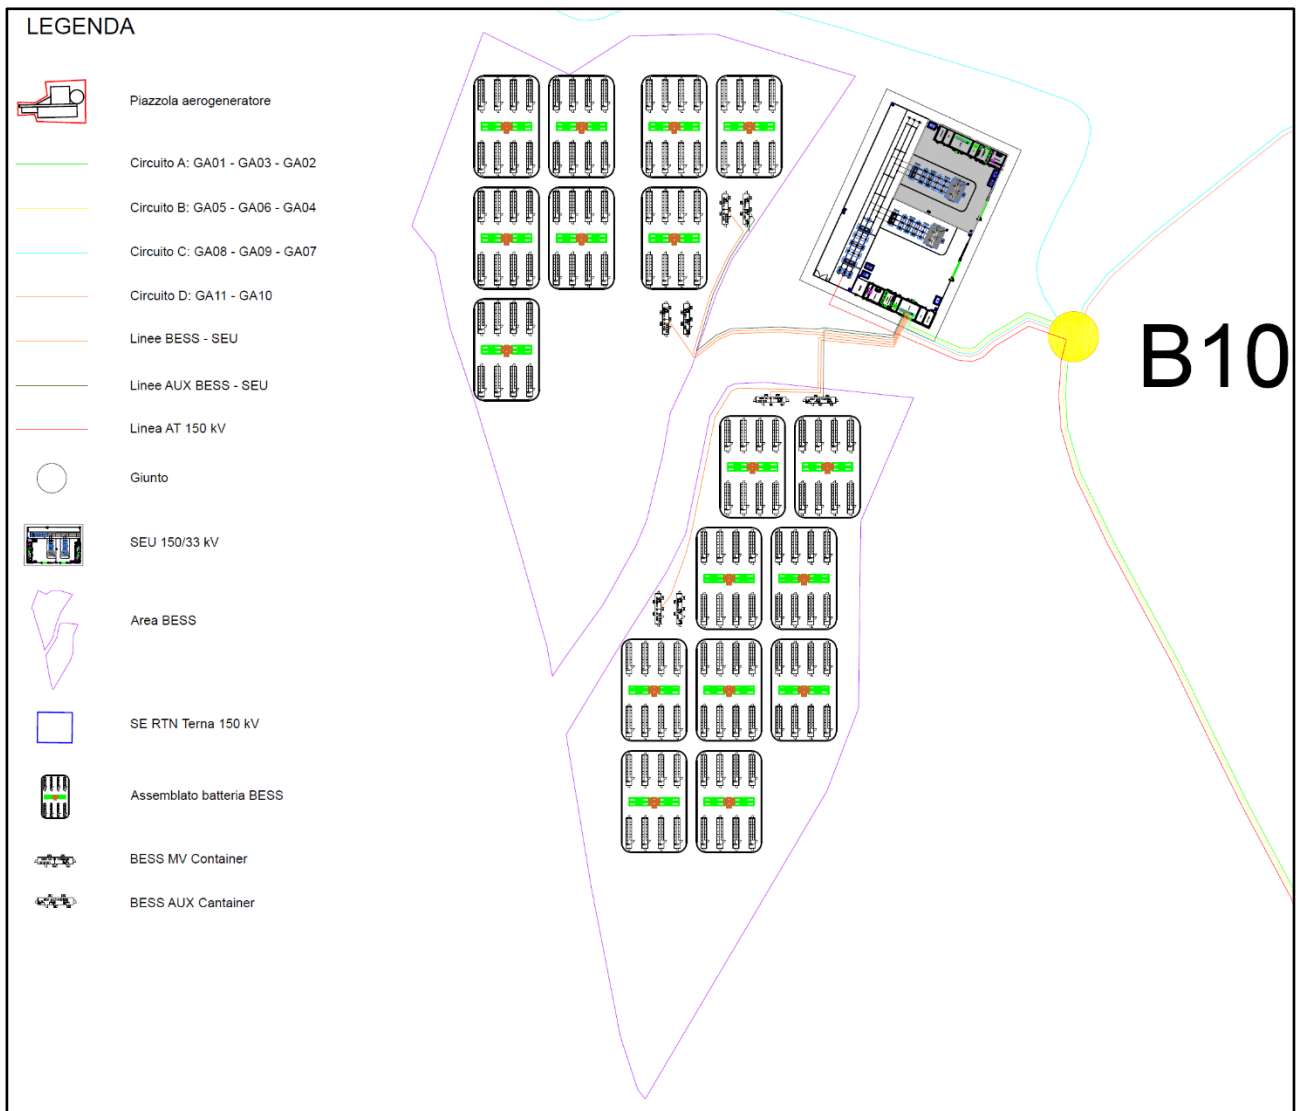 LEGENDA
Piazzola aerogeneratore
Circuito A: GA01 - GA03 - GA02
Circuito B: GA05 - GA06 - GA04
Circuito C: GA08 - GA09 - GA07
Circuito D: GA11 - GA10
Linee BESS - SEU
Linee AUX BESS - SEU
Linea AT 150 kV
Giunto
SEU 150/33 kV
Area BESS
SE RTN Terna 150 kV
Assemblato batteria BESS
BESS MV Container
BESS AUX Cantainer
B10